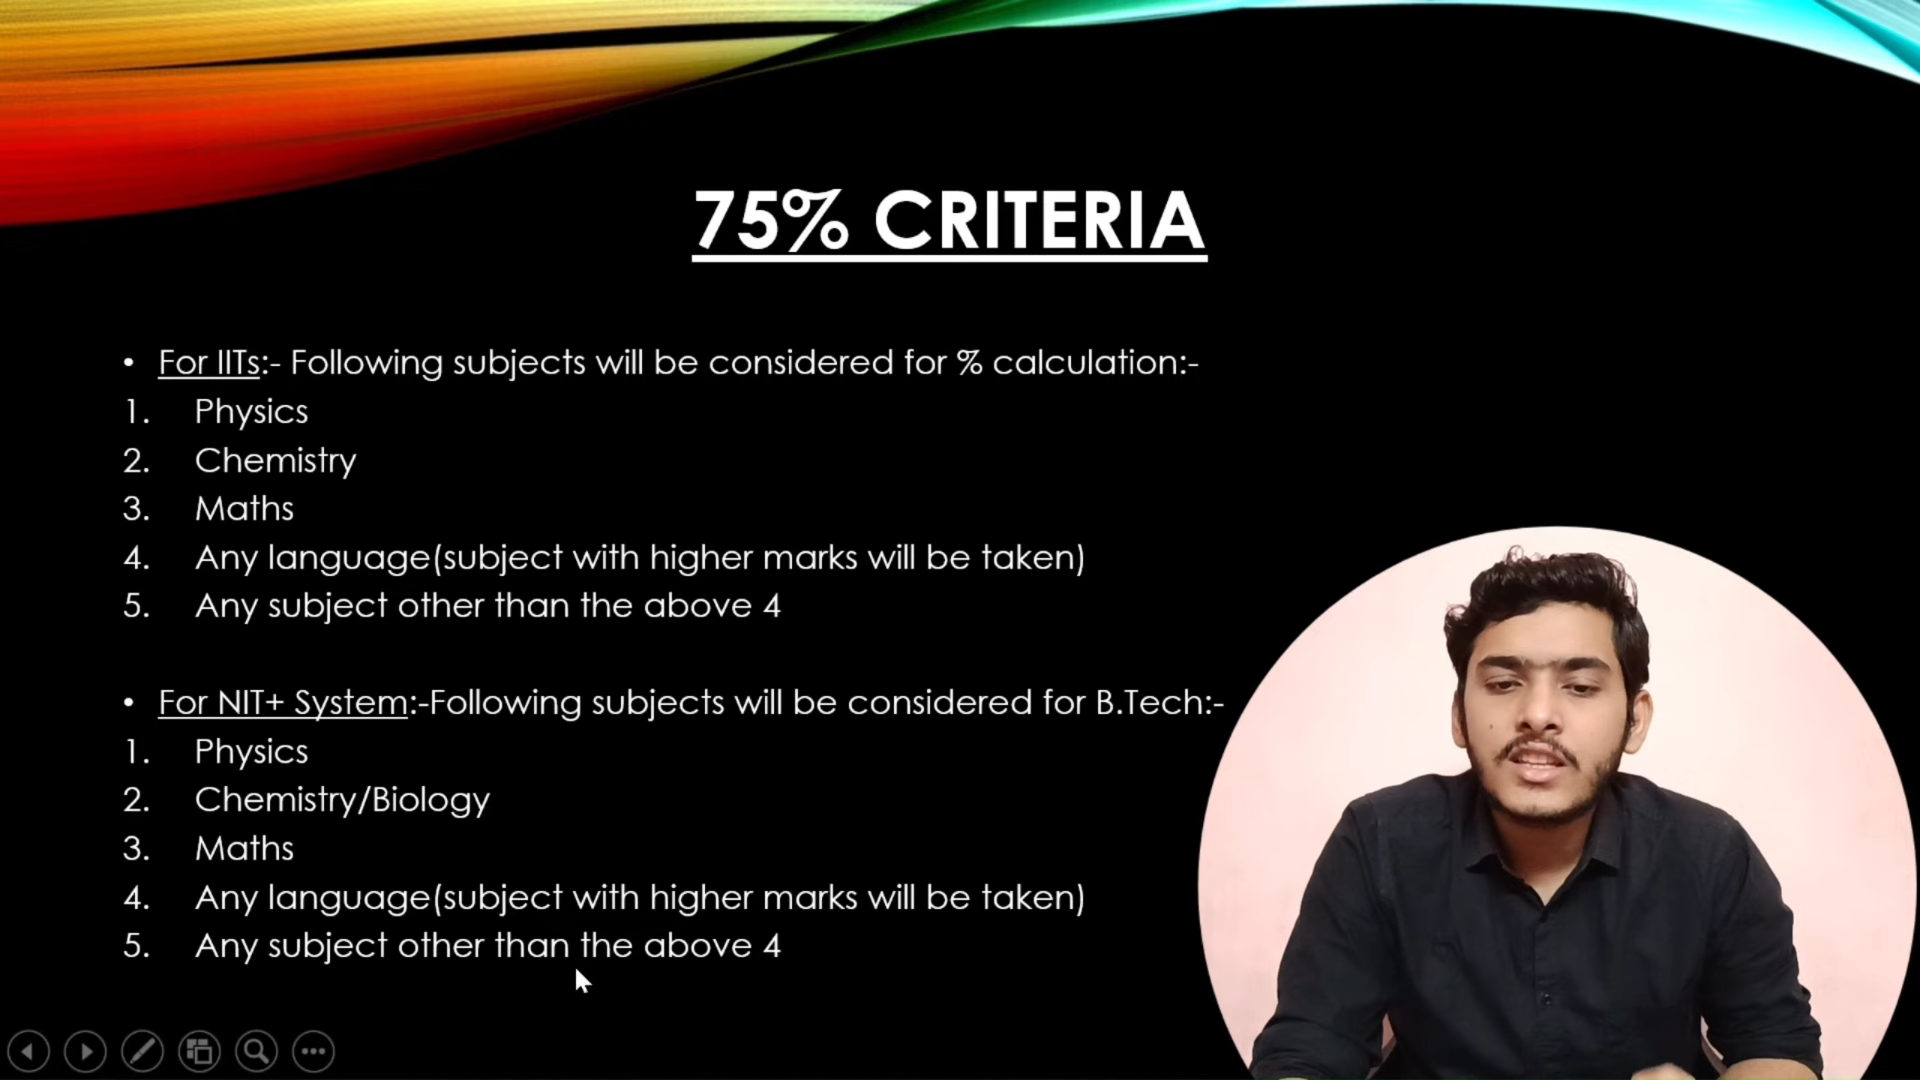 75% CRITERIA
• For IITs:- Following subjects will be considered for % calculation:-
1. Physics
2. Chemistry
3. Maths
4. Any language(subject with higher marks will be taken)
5. Any subject other than the above 4
• For NIT+ System:-Following subjects will be considered for B.Tech:-
1. Physics
2. Chemistry/Biology
3. Maths
4. Any language(subject with higher marks will be taken)
5. Any subject other than the above 4